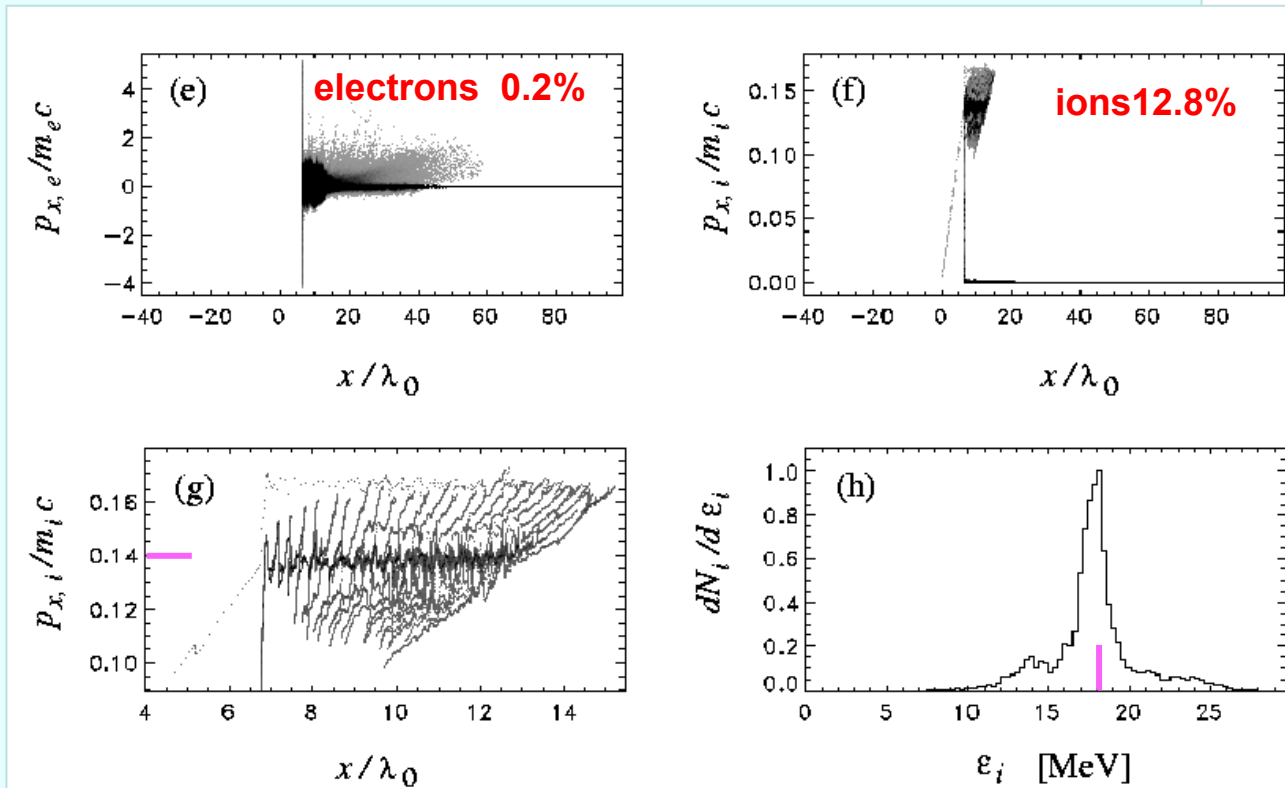 (e) electrons 0.2%
4
2
0
−2
−4
p_{x, e} / m_e c
−40 −20 0 20 40 60 80
x / λ_0
(f) ions12.8%
0.15
0.10
0.05
0.00
p_{x, i} / m_i c
−40 −20 0 20 40 60 80
x / λ_0
(g)
0.16
0.14
0.12
0.10
p_{x, i} / m_i c
4 6 8 10 12 14
x / λ_0
(h)
1.0
0.8
0.6
0.4
0.2
0.0
dN_i / d ε_i
0 5 10 15 20 25
ε_i [MeV]